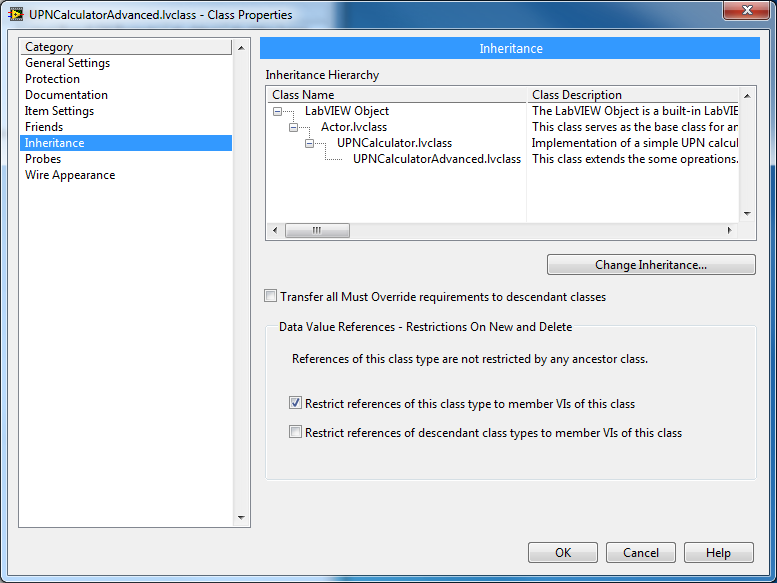 UPNCalculatorAdvanced.lvclass - Class Properties
Category
General Settings
Protection
Documentation
Item Settings
Friends
Inheritance
Probes
Wire Appearance
Inheritance
Inheritance Hierarchy
Class Name Class Description
LabVIEW Object The LabVIEW Object is a built-in LabVIE
Actor.lvclass This class serves as the base class for an
UPNCalculator.lvclass Implementation of a simple UPN calcul
UPNCalculatorAdvanced.lvclass This class extends the some opreations.
Change Inheritance...
Transfer all Must Override requirements to descendant classes
Data Value References - Restrictions On New and Delete
References of this class type are not restricted by any ancestor class.
Restrict references of this class type to member VIs of this class
Restrict references of descendant class types to member VIs of this class
OK Cancel Help